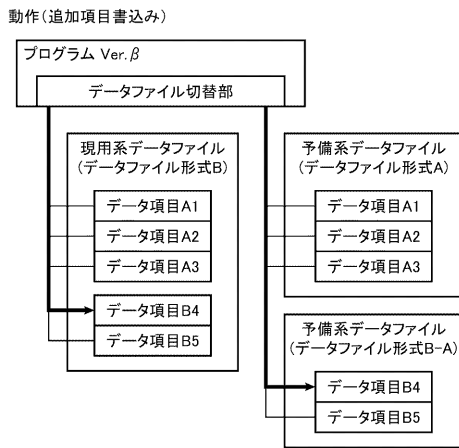 動作(追加項目書込み)
プログラム Ver.β
データファイル切替部
現用系データファイル
(データファイル形式B)
データ項目A1
データ項目A2
データ項目A3
データ項目B4
データ項目B5
予備系データファイル
(データファイル形式A)
データ項目A1
データ項目A2
データ項目A3
予備系データファイル
(データファイル形式B-A)
データ項目B4
データ項目B5